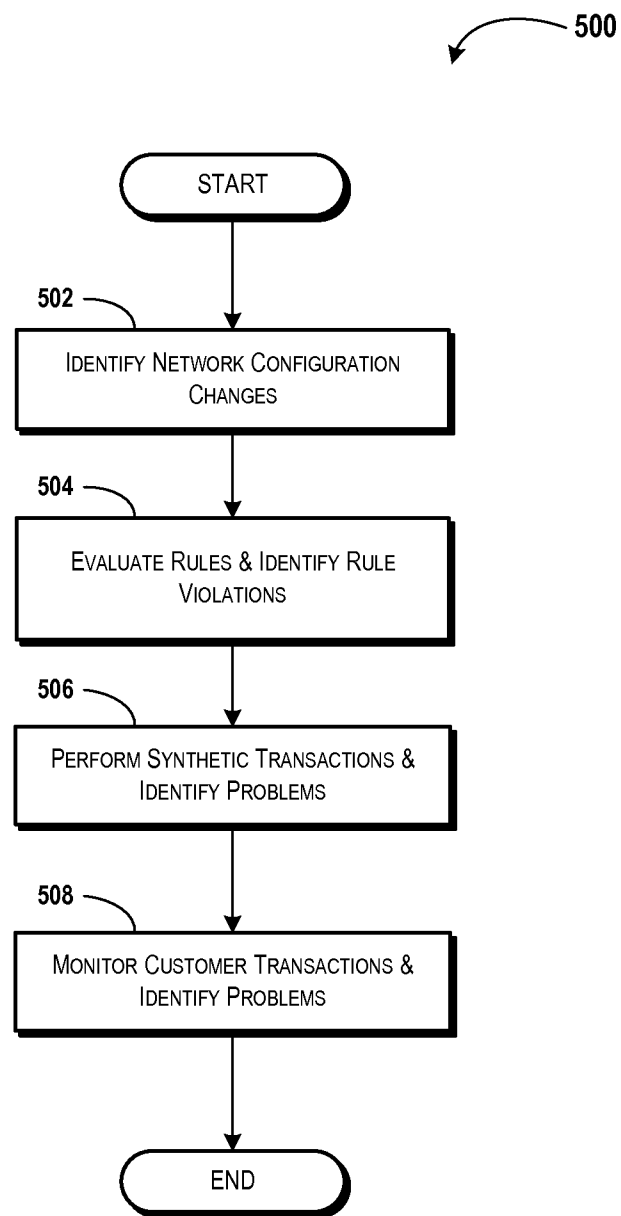 500
START
502
IDENTIFY NETWORK CONFIGURATION
CHANGES
504
EVALUATE RULES & IDENTIFY RULE
VIOLATIONS
506
PERFORM SYNTHETIC TRANSACTIONS &
IDENTIFY PROBLEMS
508
MONITOR CUSTOMER TRANSACTIONS &
IDENTIFY PROBLEMS
END